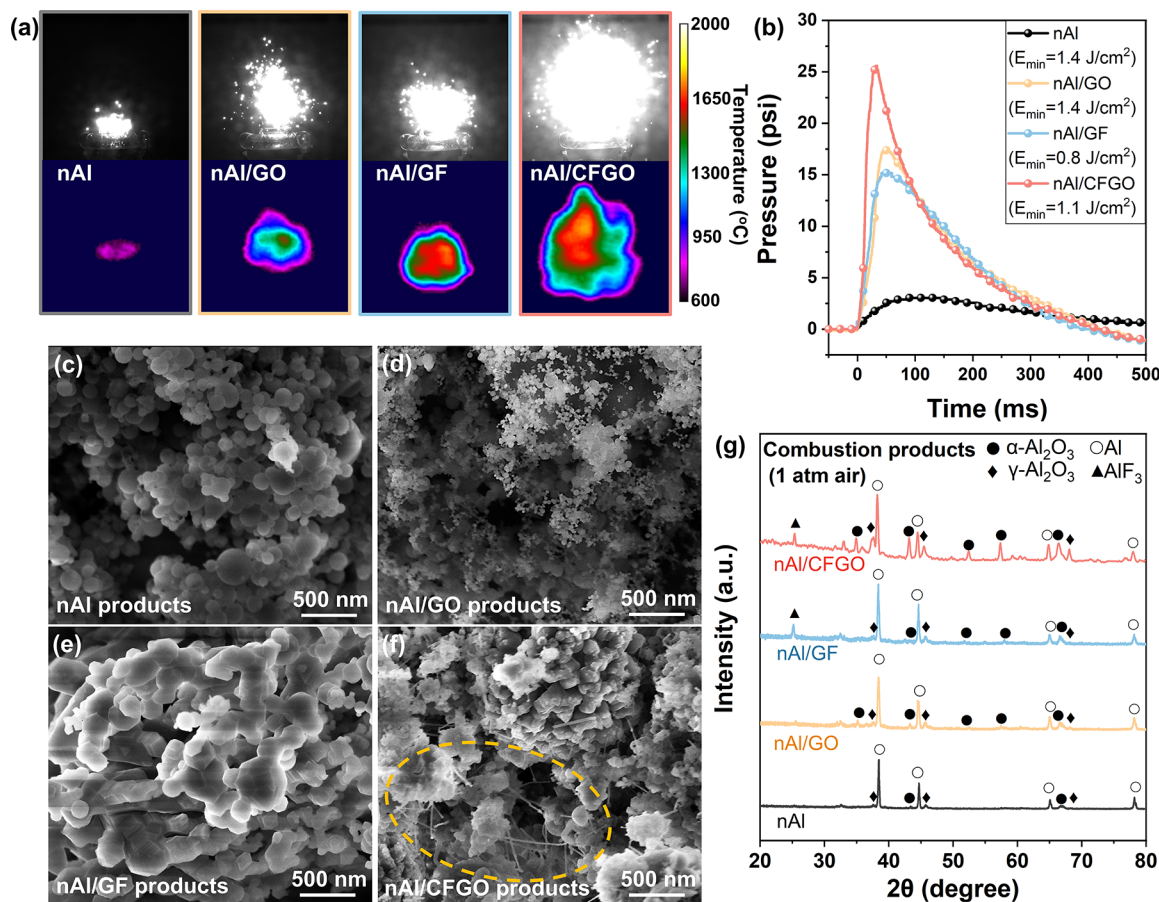 (a)
nAl
nAl/GO
nAl/GF
nAl/CFGO
2000
1650
1300
950
600
Temperature (ºC)
(b)
Pressure (psi)
30
25
20
15
10
5
0
nAl
(Emin=1.4 J/cm²)
nAl/GO
(Emin=1.4 J/cm²)
nAl/GF
(Emin=0.8 J/cm²)
nAl/CFGO
(Emin=1.1 J/cm²)
0 100 200 300 400 500
Time (ms)
(c)
nAl products
500 nm
(d)
nAl/GO products
500 nm
(e)
nAl/GF products
500 nm
(f)
nAl/CFGO products
500 nm
(g)
Combustion products
(1 atm air)
α-Al₂O₃ Al
γ-Al₂O₃ AlF₃
nAl/CFGO
nAl/GF
nAl/GO
nAl
Intensity (a.u.)
20 30 40 50 60 70 80
2θ (degree)